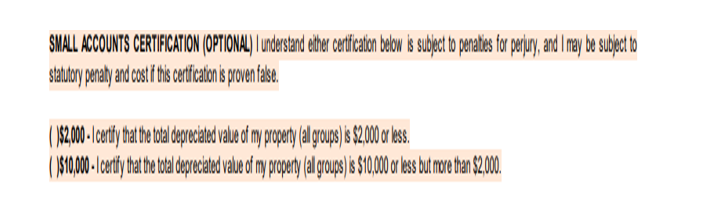 SMALL ACCOUNTS CERTIFICATION (OPTIONAL) I understand either certification below is subject to penalties for perjury, and I may be subject to
statutory penalty and cost if this certification is proven false.
( )$2,000 - I certify that the total depreciated value of my property (all groups) is $2,000 or less.
( )$10,000 - I certify that the total depreciated value of my property (all groups) is $10,000 or less but more than $2,000.